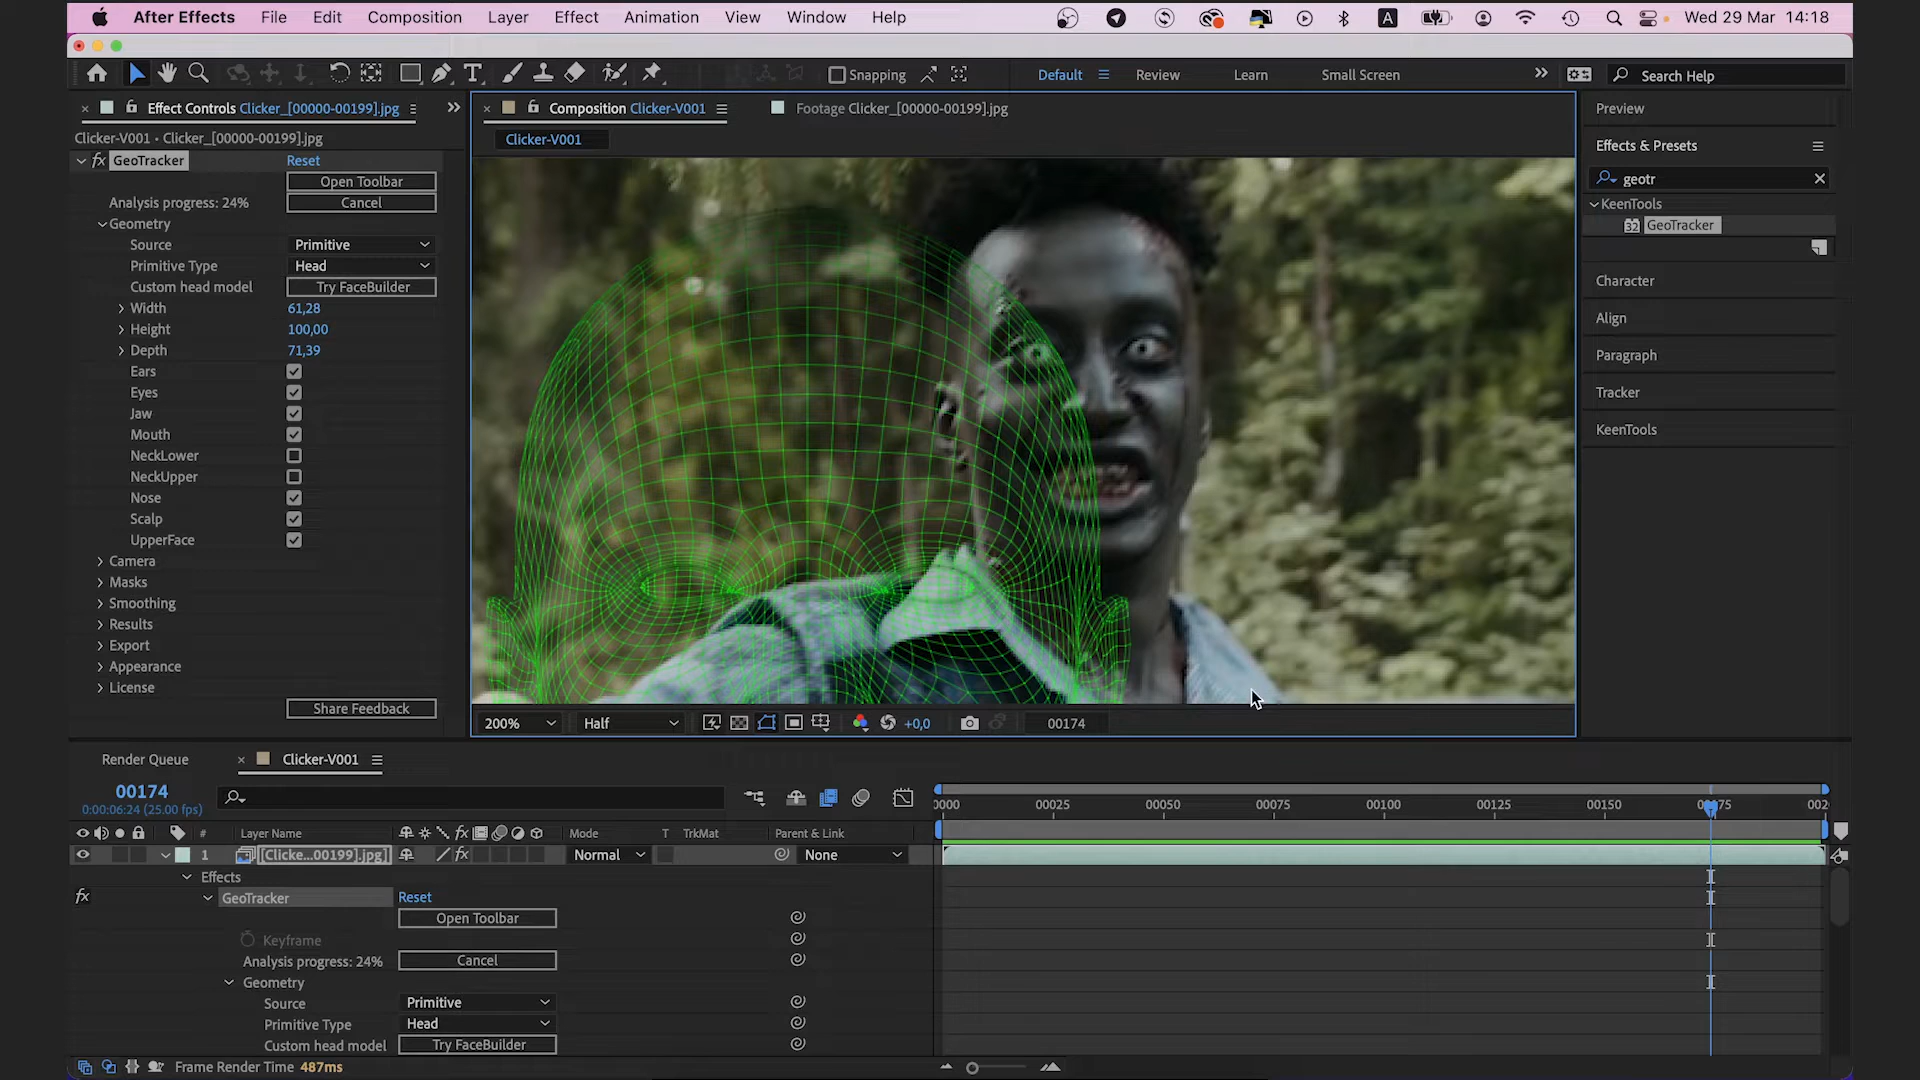 After Effects File Edit Composition Layer Effect Animation View Window Help A Wed 29 Mar 14:18
T Snapping Default Review Learn Small Screen Search Help
Effect Controls Clicker_[00000-00199].jpg
Clicker-V001 • Clicker_[00000-00199].jpg
fx GeoTracker Reset
Open Toolbar
Analysis progress: 24% Cancel
Geometry
Source Primitive
Primitive Type Head
Custom head model Try FaceBuilder
Width 61,28
Height 100,00
Depth 71,39
Ears
Eyes
Jaw
Mouth
NeckLower
NeckUpper
Nose
Scalp
UpperFace
Camera
Masks
Smoothing
Results
Export
Appearance
License
Share Feedback
Composition Clicker-V001 Footage Clicker_[00000-00199].jpg
Clicker-V001
200% Half +0,0 00174
Preview
Effects & Presets
geotr
KeenTools
32 GeoTracker
Character
Align
Paragraph
Tracker
KeenTools
Render Queue Clicker-V001
00174
0:00:06:24 (25.00 fps)
0000 00025 00050 00075 00100 00125 00150 00175 002
# Layer Name fx Mode T TrkMat Parent & Link
1 [Clicke...00199].jpg fx Normal None
Effects
fx GeoTracker Reset
Open Toolbar
Keyframe
Analysis progress: 24% Cancel
Geometry
Source Primitive
Primitive Type Head
Custom head model Try FaceBuilder
Frame Render Time 487ms